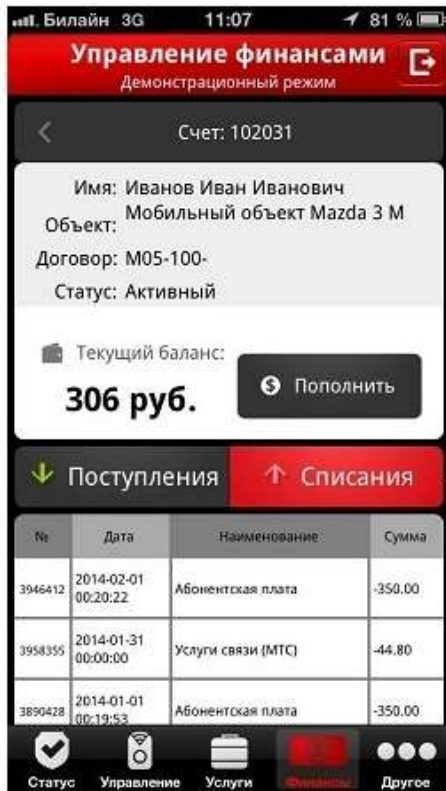 Билайн 3G 11:07 81 %
Управление финансами
Демонстрационный режим
Счет: 102031
Имя: Иванов Иван Иванович
Объект: Мобильный объект Mazda 3 М
Договор: М05-100-
Статус: Активный
Текущий баланс:
306 руб.
Пополнить
Поступления Списания
№ Дата Наименование Сумма
3946412 2014-02-01 00:20:22 Абонентская плата -350.00
3958355 2014-01-31 00:00:00 Услуги связи (МТС) -44.80
3890428 2014-01-01 00:19:53 Абонентская плата -350.00
Статус Управление Услуги Финансы Другое